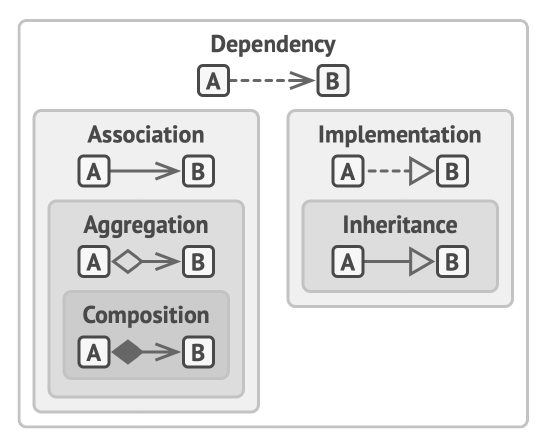 Dependency
A B
Association
A B
Aggregation
A B
Composition
A B
Implementation
A B
Inheritance
A B